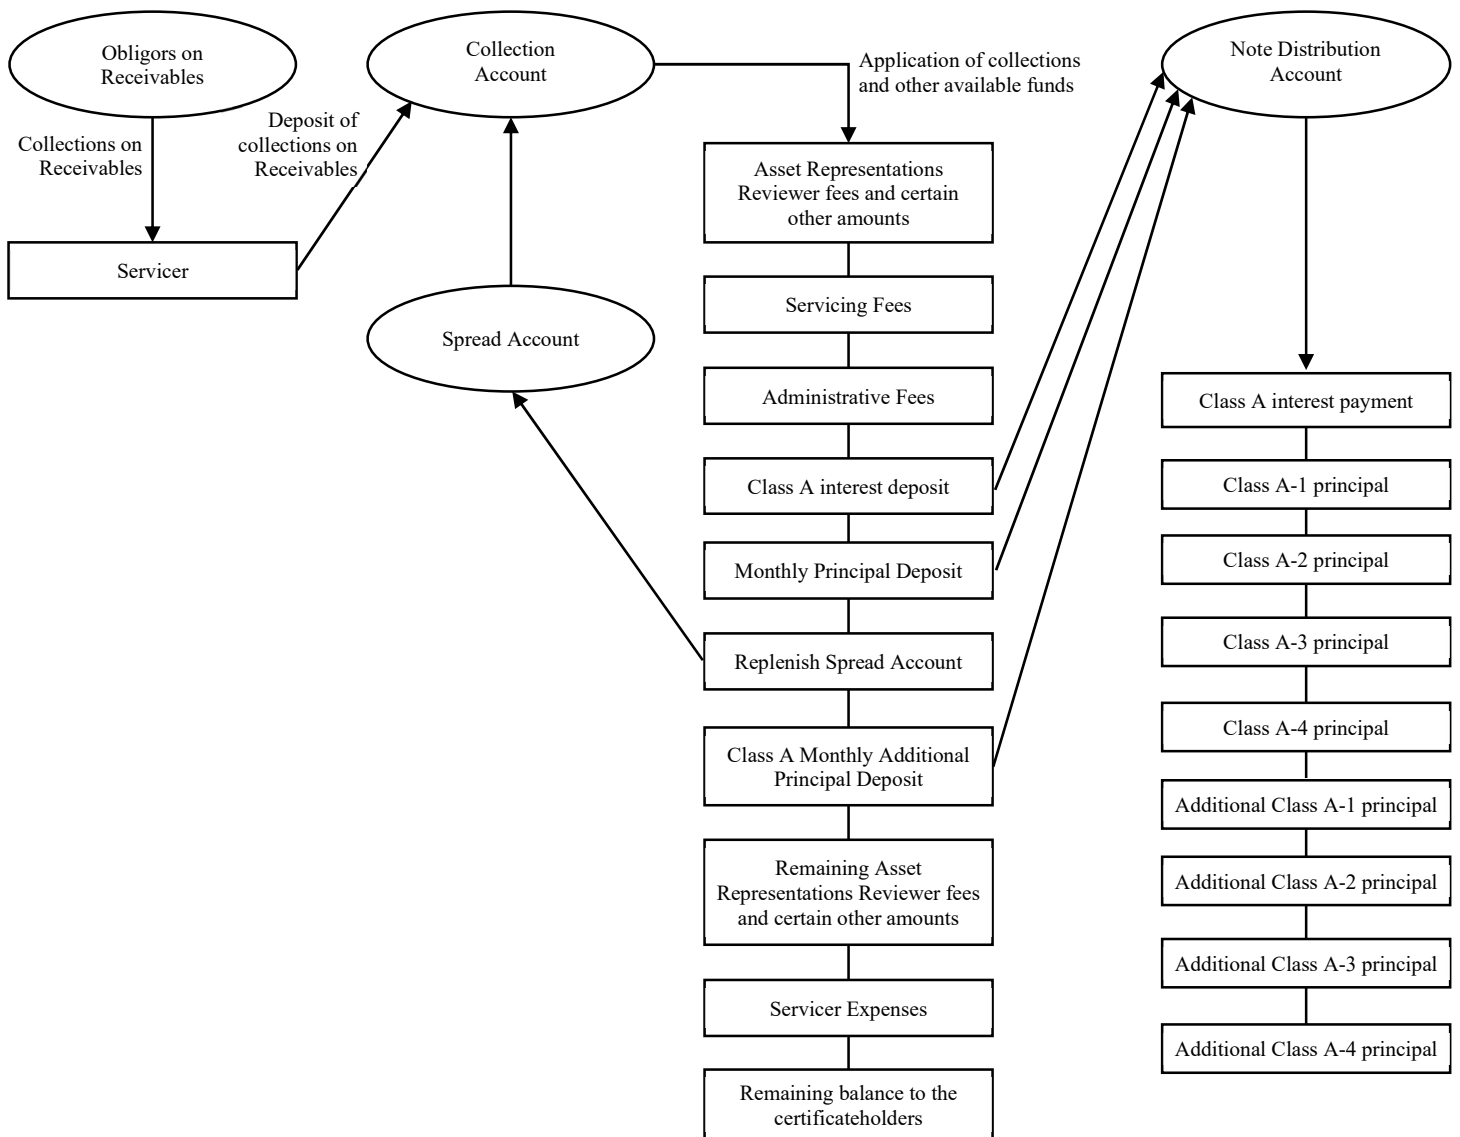 Obligors on
Receivables
Collections on
Receivables
Servicer
Deposit of
collections on
Receivables
Collection
Account
Spread Account
Application of collections
and other available funds
Asset Representations
Reviewer fees and certain
other amounts
Servicing Fees
Administrative Fees
Class A interest deposit
Monthly Principal Deposit
Replenish Spread Account
Class A Monthly Additional
Principal Deposit
Remaining Asset
Representations Reviewer fees
and certain other amounts
Servicer Expenses
Remaining balance to the
certificateholders
Note Distribution
Account
Class A interest payment
Class A-1 principal
Class A-2 principal
Class A-3 principal
Class A-4 principal
Additional Class A-1 principal
Additional Class A-2 principal
Additional Class A-3 principal
Additional Class A-4 principal